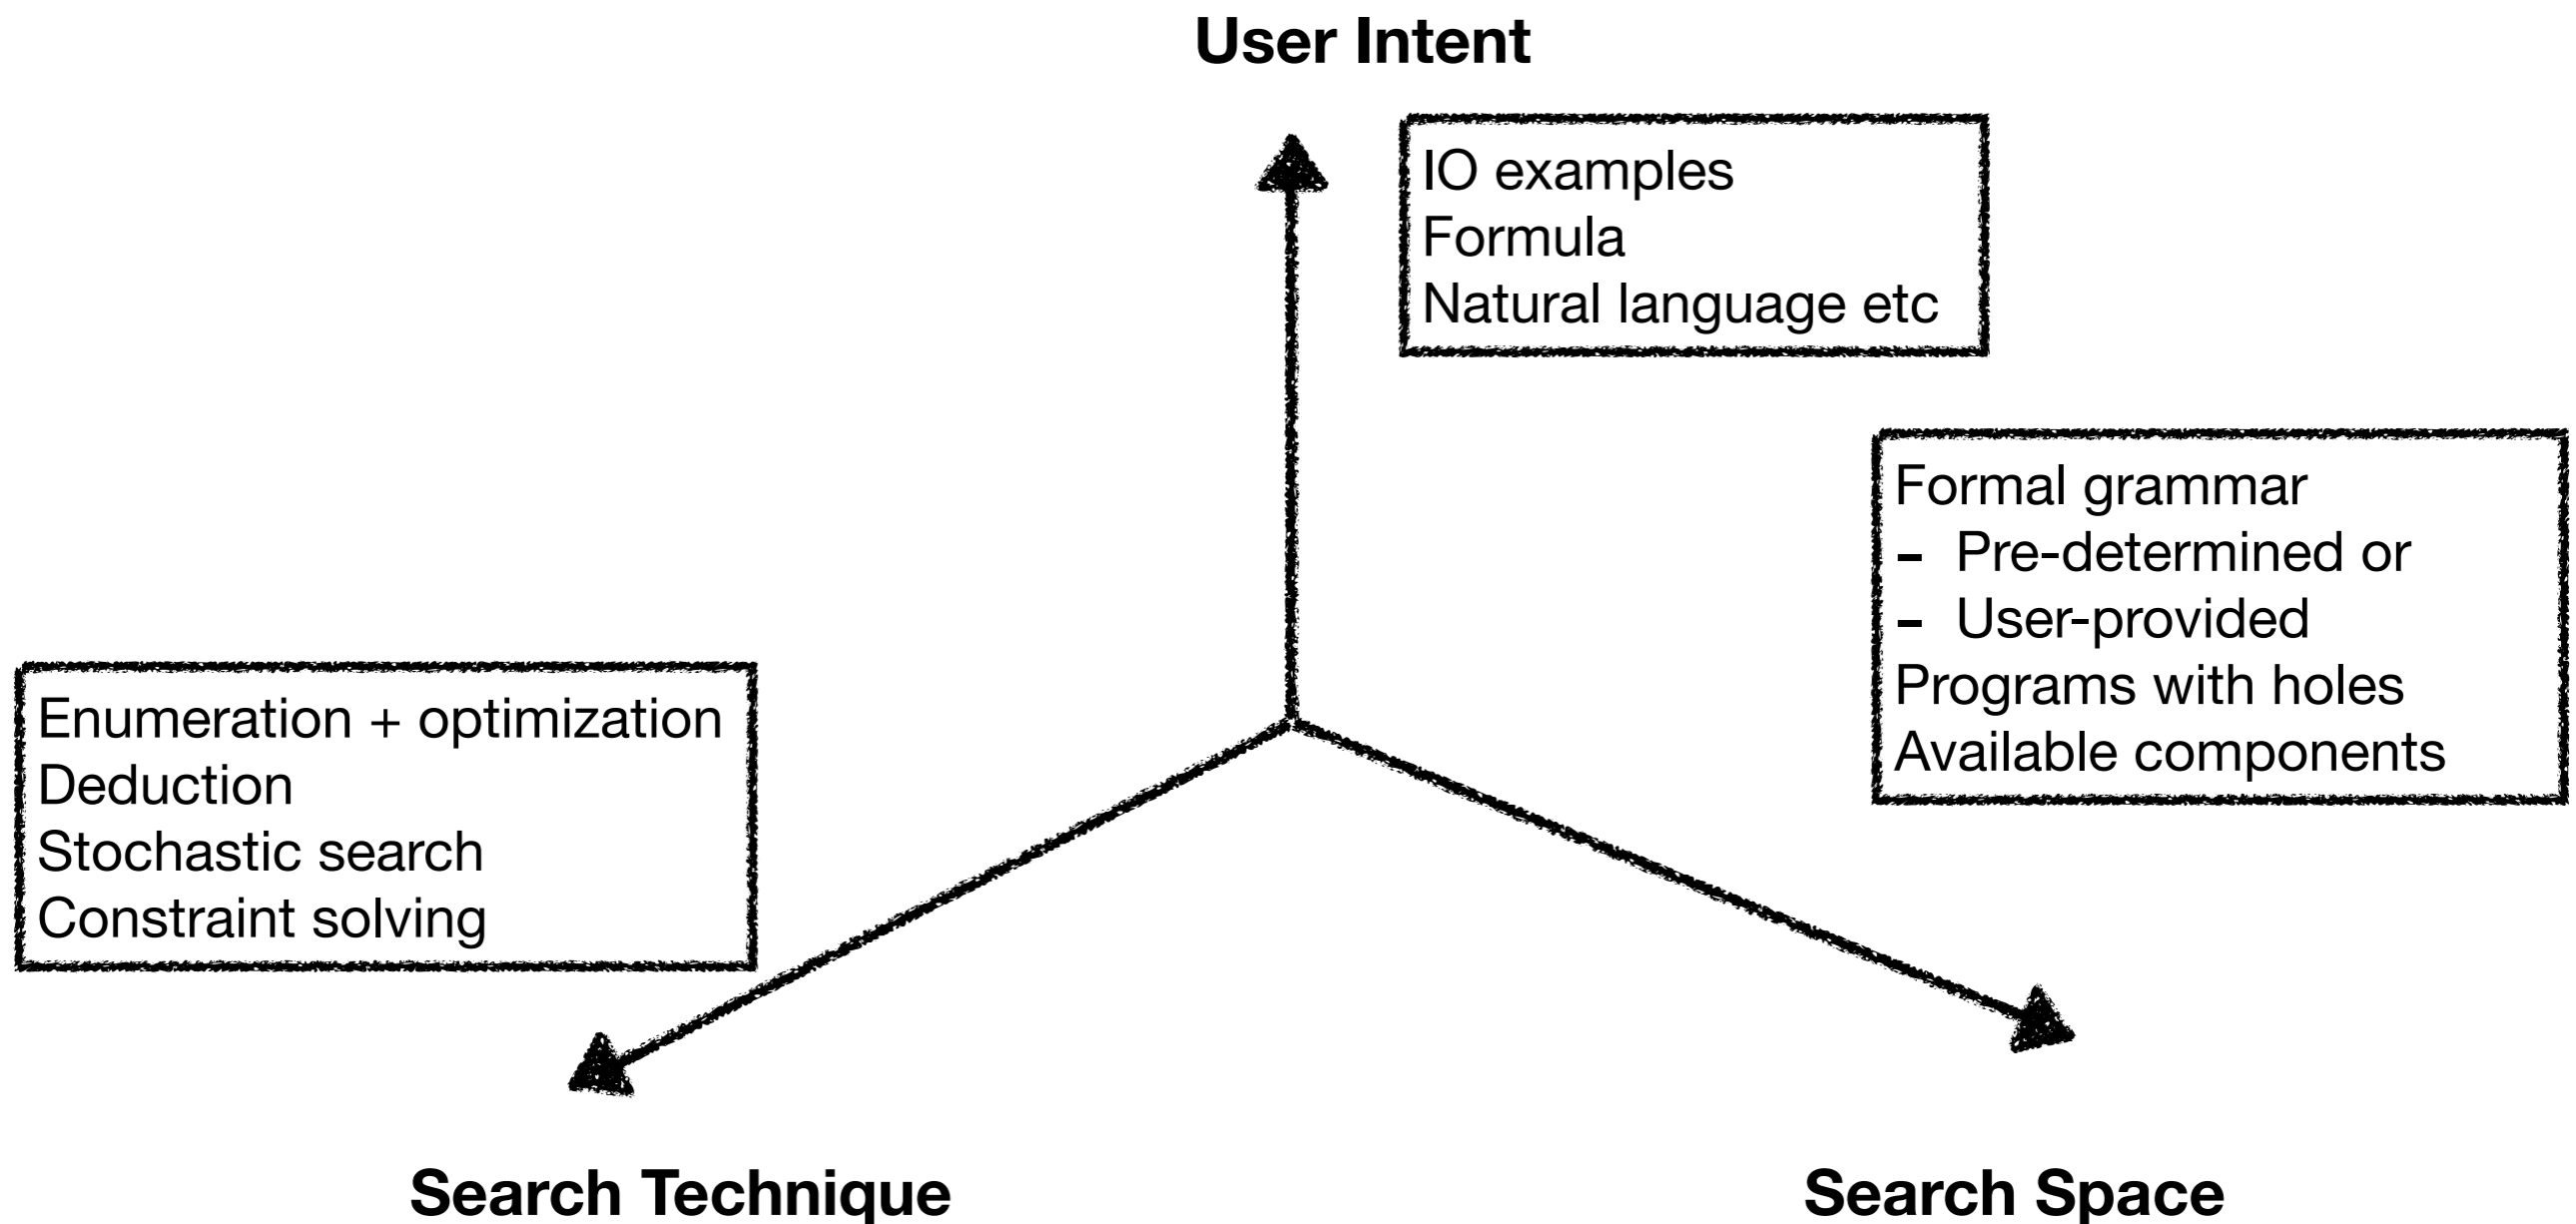 User Intent
IO examples
Formula
Natural language etc
Formal grammar
- Pre-determined or
- User-provided
Programs with holes
Available components
Enumeration + optimization
Deduction
Stochastic search
Constraint solving
Search Technique
Search Space